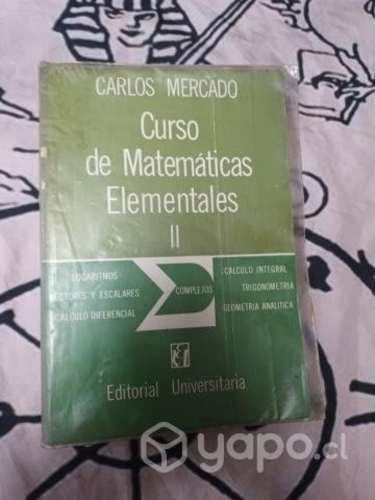 CARLOS MERCADO
Curso
de Matemáticas
Elementales
II
LOGARITMOS
VECTORES Y ESCALARES
CALCULO DIFERENCIAL
COMPLEJOS
CALCULO INTEGRAL
TRIGONOMETRIA
GEOMETRIA ANALITICA
Editorial Universitaria
yapo.cl